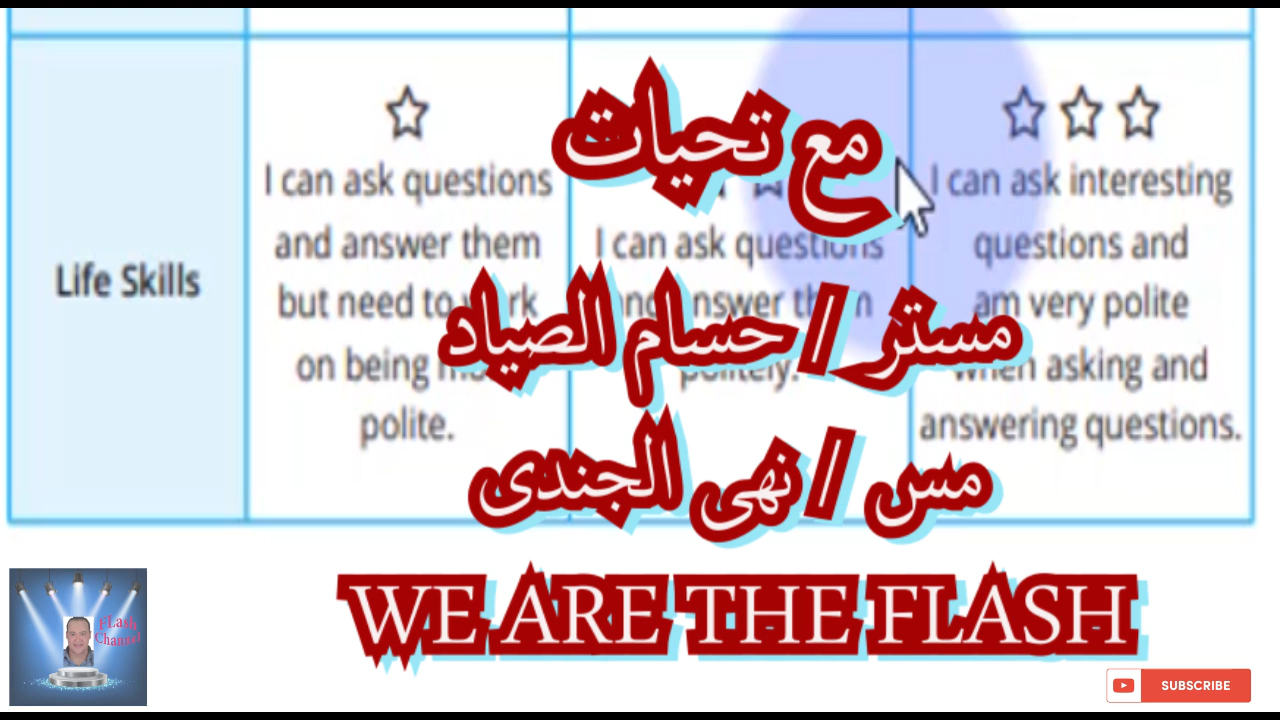 Life Skills
I can ask questions
and answer them
but need to
on being
polite.
I can ask questions
politely.
I can ask interesting
questions and
am very polite
when asking and
answering questions.
مع تحيات
مستر / حسام الصياد
مس / نهى الجندى
WE ARE THE FLASH
FLash
Channel
SUBSCRIBE